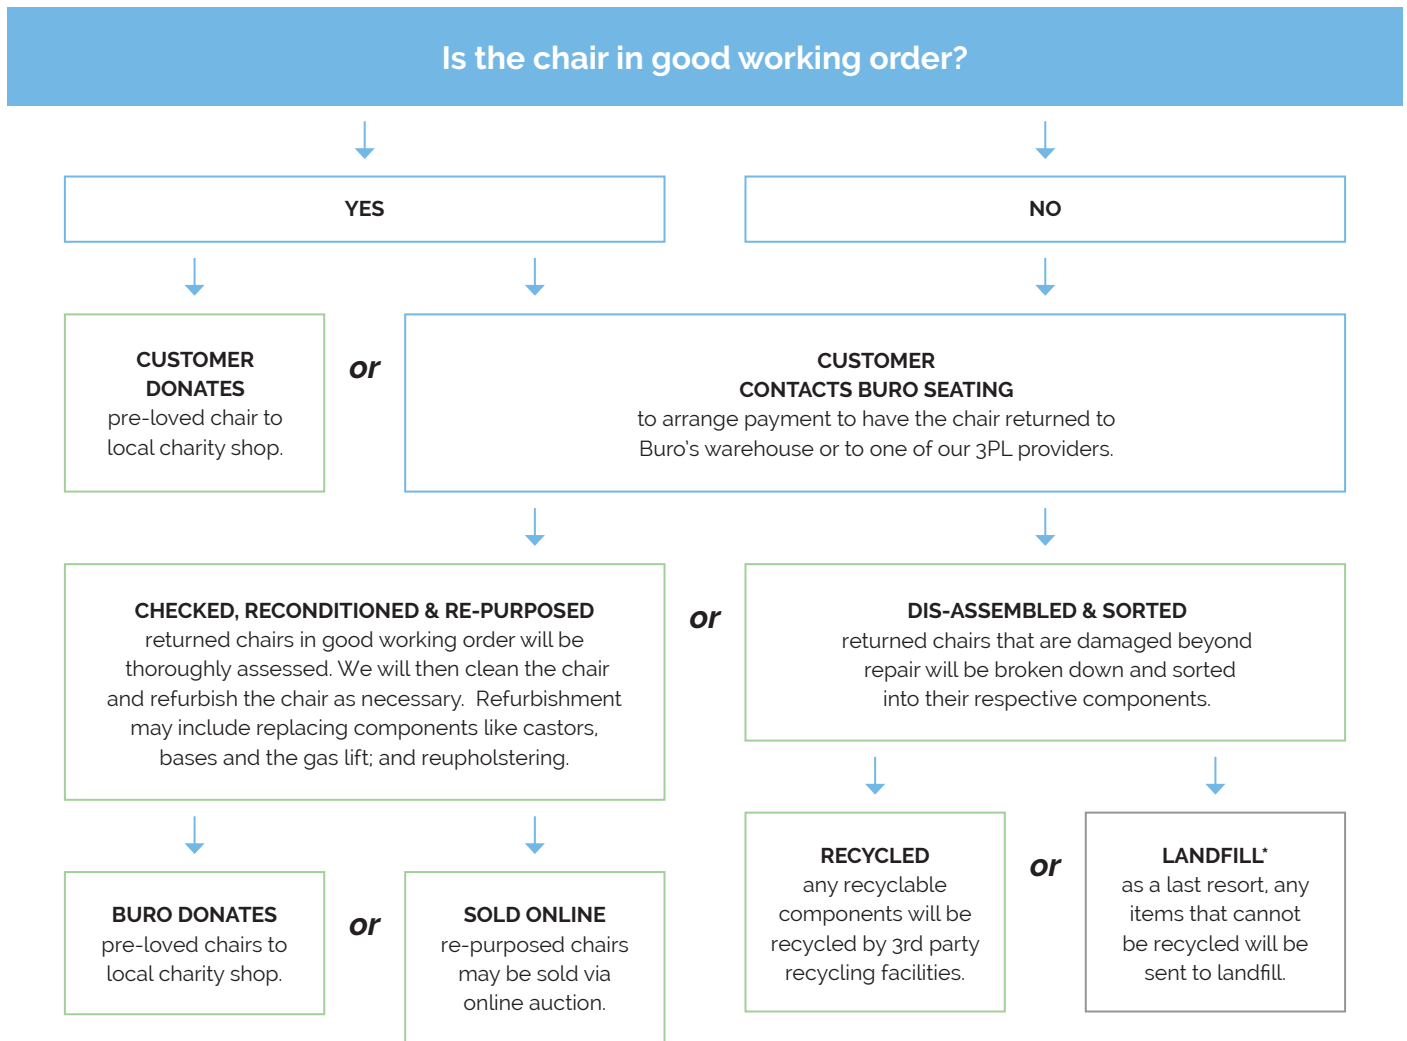 Is the chair in good working order?
YES
NO
CUSTOMER
DONATES
pre-loved chair to
local charity shop.
or
CUSTOMER
CONTACTS BURO SEATING
to arrange payment to have the chair returned to
Buro's warehouse or to one of our 3PL providers.
CHECKED, RECONDITIONED & RE-PURPOSED
returned chairs in good working order will be
thoroughly assessed. We will then clean the chair
and refurbish the chair as necessary.  Refurbishment
may include replacing components like castors,
bases and the gas lift; and reupholstering.
or
DIS-ASSEMBLED & SORTED
returned chairs that are damaged beyond
repair will be broken down and sorted
into their respective components.
BURO DONATES
pre-loved chairs to
local charity shop.
or
SOLD ONLINE
re-purposed chairs
may be sold via
online auction.
RECYCLED
any recyclable
components will be
recycled by 3rd party
recycling facilities.
or
LANDFILL*
as a last resort, any
items that cannot
be recycled will be
sent to landfill.